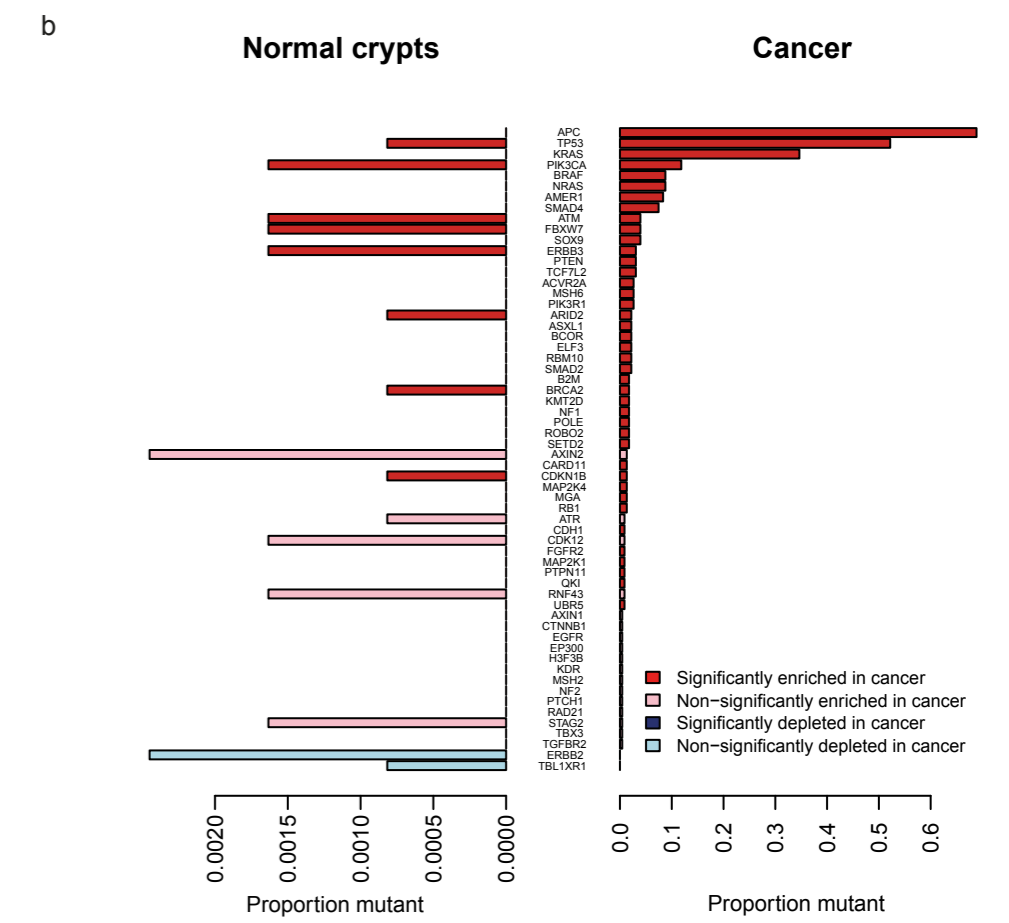 b
Normal crypts
Cancer
APC
TP53
KRAS
PIK3CA
BRAF
NRAS
AMER1
SMAD4
ATM
FBXW7
SOX9
ERBB3
PTEN
TCF7L2
ACVR2A
MSH6
PIK3R1
ARID2
ASXL1
BCOR
ELF3
RBM10
SMAD2
B2M
BRCA2
KMT2D
NF1
POLE
ROBO2
SETD2
AXIN2
CARD11
CDKN1B
MAP2K4
MGA
RB1
ATR
CDH1
CDK12
FGFR2
MAP2K1
PTPN11
QKI
RNF43
UBR5
AXIN1
CTNNB1
EGFR
EP300
H3F3B
KDR
MSH2
NF2
PTCH1
RAD21
STAG2
TBX3
TGFBR2
ERBB2
TBL1XR1
Significantly enriched in cancer
Non−significantly enriched in cancer
Significantly depleted in cancer
Non−significantly depleted in cancer
0.0020
0.0015
0.0010
0.0005
0.0000
Proportion mutant
0.0
0.1
0.2
0.3
0.4
0.5
0.6
Proportion mutant